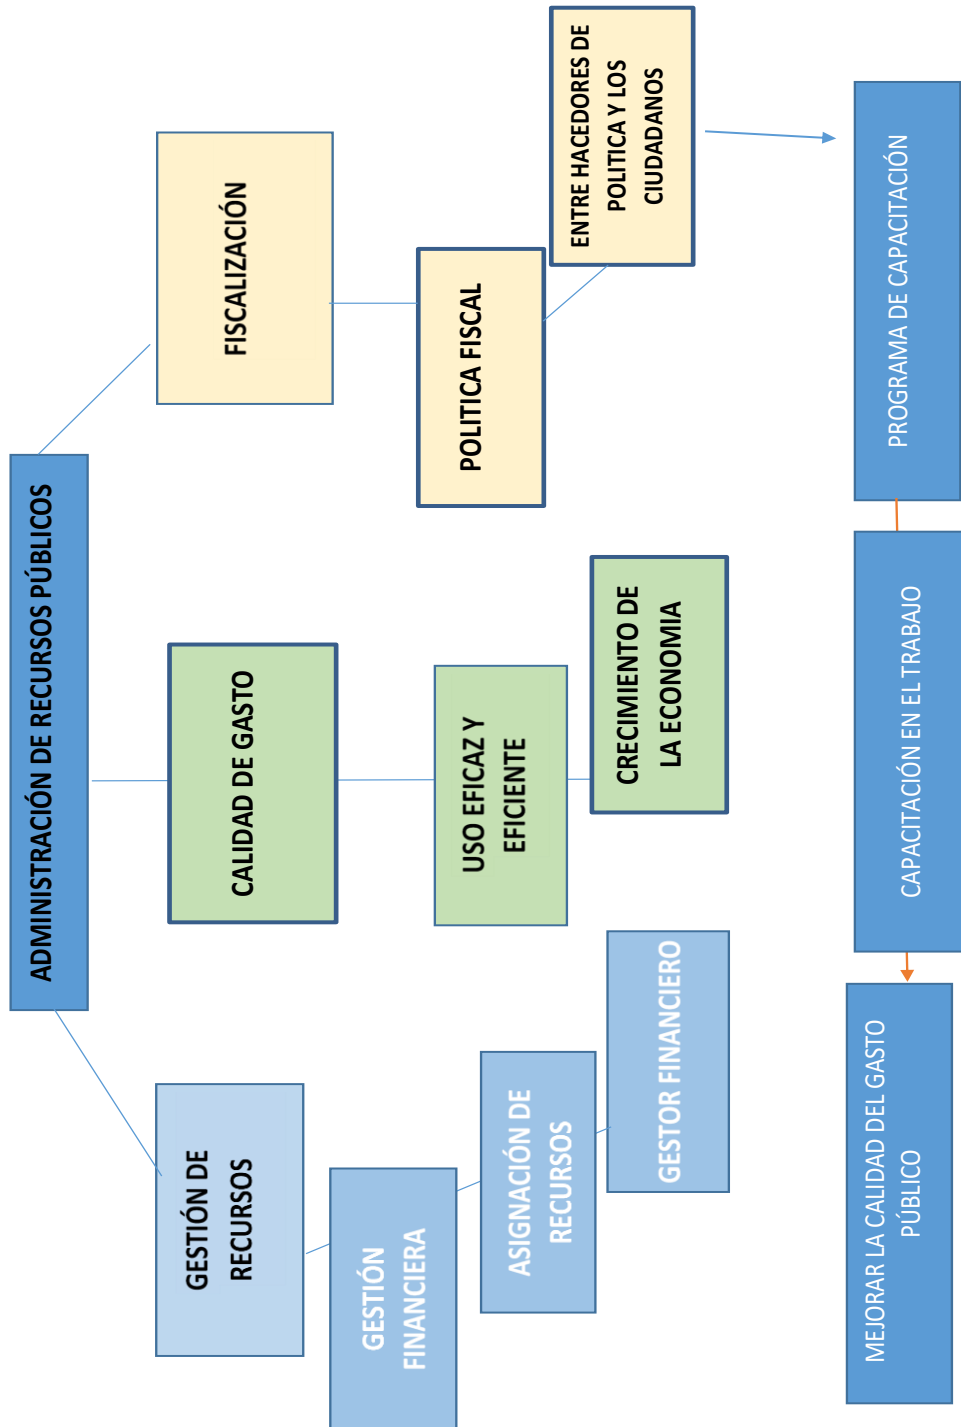 ADMINISTRACIÓN DE RECURSOS PÚBLICOS
GESTIÓN DE
RECURSOS
GESTIÓN
FINANCIERA
ASIGNACIÓN DE
RECURSOS
GESTOR FINANCIERO
CALIDAD DE GASTO
USO EFICAZ Y
EFICIENTE
CRECIMIENTO DE
LA ECONOMIA
FISCALIZACIÓN
POLITICA FISCAL
ENTRE HACEDORES DE
POLITICA Y LOS
CIUDADANOS
MEJORAR LA CALIDAD DEL GASTO
PÚBLICO
CAPACITACIÓN EN EL TRABAJO
PROGRAMA DE CAPACITACIÓN